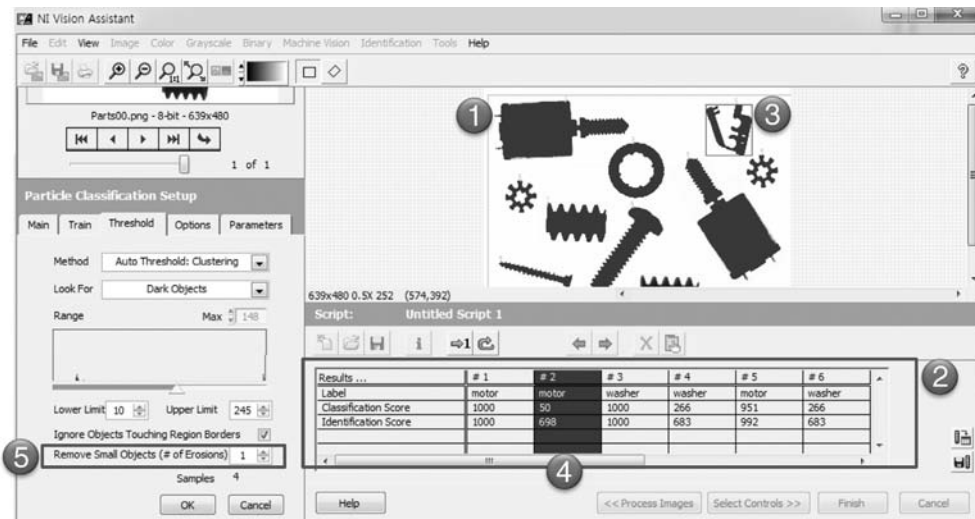 NI Vision Assistant
File Edit View Image Color Grayscale Binary Machine Vision Identification Tools Help
1:1
Parts00.png - 8-bit - 639x480
1 of 1
Particle Classification Setup
Main Train Threshold Options Parameters
Method Auto Threshold: Clustering
Look For Dark Objects
Range Max 148
Lower Limit 10 Upper Limit 245
Ignore Objects Touching Region Borders
5 Remove Small Objects (# of Erosions) 1
Samples 4
OK Cancel
1
3
639x480 0.5X 252 (574,392)
Script: Untitled Script 1
i 1
2
Results ... # 1 # 2 # 3 # 4 # 5 # 6
Label motor motor washer washer motor washer
Classification Score 1000 50 1000 266 951 266
Identification Score 1000 698 1000 683 992 683
4
Help << Process Images Select Controls >> Finish Cancel